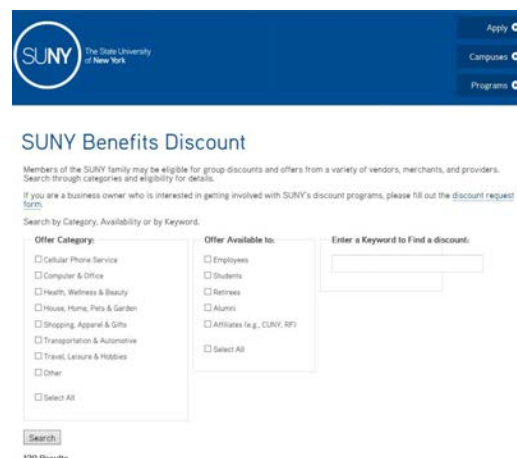 SUNY
The State University
of New York
Apply
Campuses
Programs
SUNY Benefits Discount
Members of the SUNY family may be eligible for group discounts and offers from a variety of vendors, merchants, and providers.
Search through categories and eligibility for details.
If you are a business owner who is interested in getting involved with SUNY's discount programs, please fill out the discount request
form.
Search by Category, Availability or by Keyword.
Offer Category:
Cellular Phone Service
Computer & Office
Health, Wellness & Beauty
House, Home, Pets & Garden
Shopping, Apparel & Gifts
Transportation & Automotive
Travel, Leisure & Hobbies
Other
Select All
Offer Available to:
Employees
Students
Retirees
Alumni
Affiliates (e.g., CUNY, RF)
Select All
Enter a Keyword to Find a discount:
Search
Results